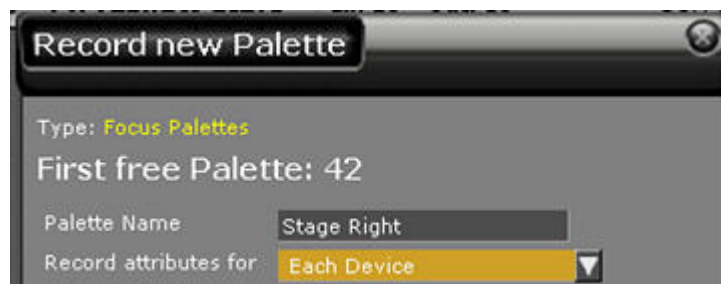 Record new Palette
Type: Focus Palettes
First free Palette: 42
Palette Name Stage Right
Record attributes for Each Device